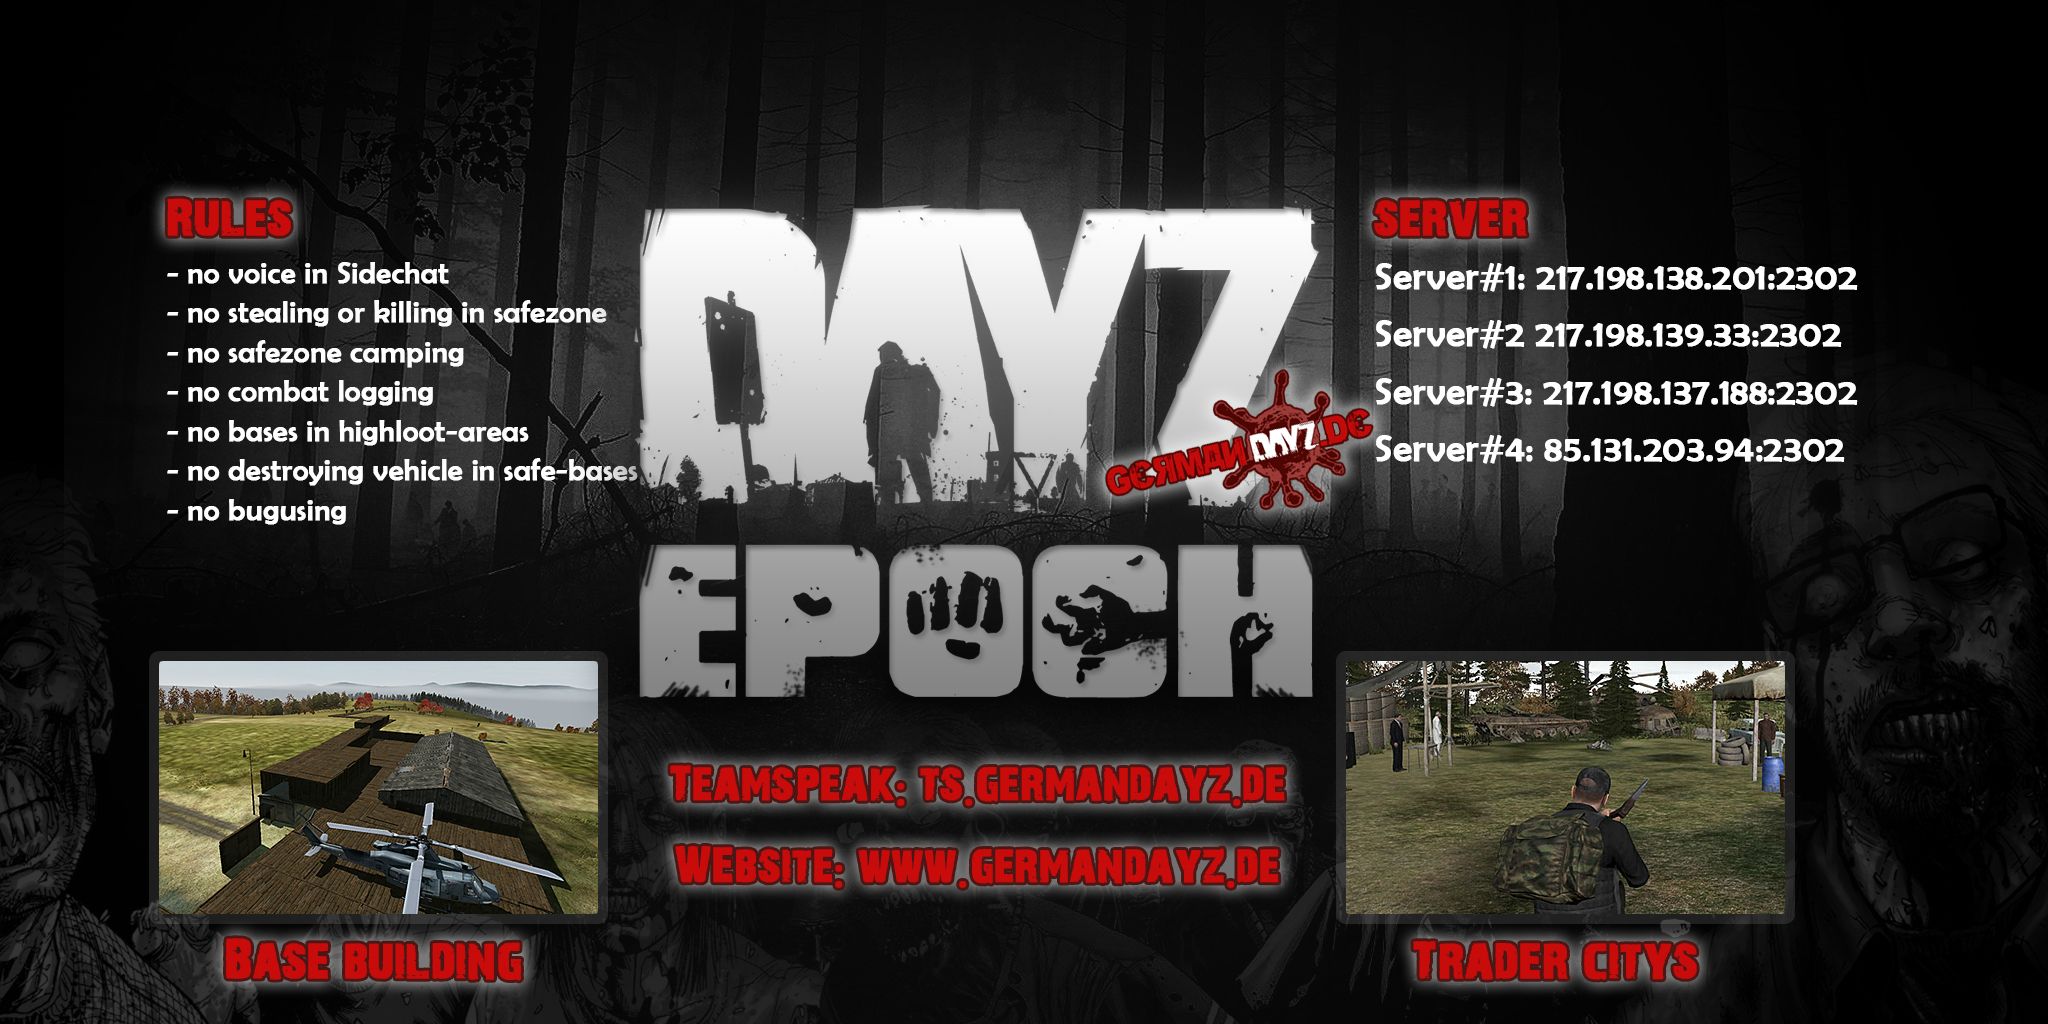 RULES
- no voice in Sidechat
- no stealing or killing in safezone
- no safezone camping
- no combat logging
- no bases in highloot-areas
- no destroying vehicle in safe-bases
- no bugusing
DAYZ
GERMANDAYZ.DE
EPOCH
SERVER
Server#1: 217.198.138.201:2302
Server#2 217.198.139.33:2302
Server#3: 217.198.137.188:2302
Server#4: 85.131.203.94:2302
TEAMSPEAK: TS.GERMANDAYZ.DE
WEBSITE: WWW.GERMANDAYZ.DE
BASE BUILDING
TRADER CITYS